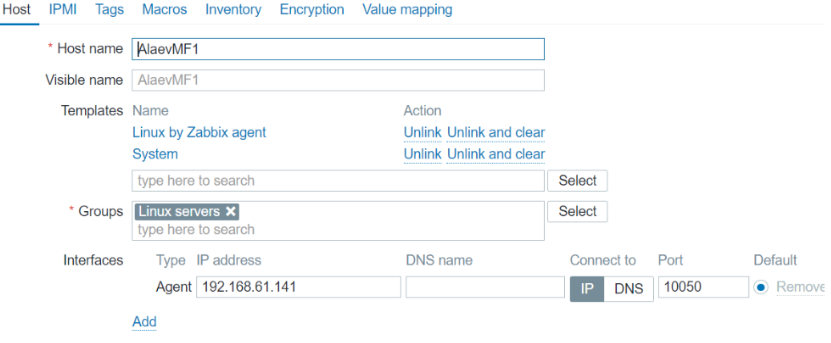 Host IPMI Tags Macros Inventory Encryption Value mapping
* Host name AlaevMF1
Visible name AlaevMF1
Templates Name Action
Linux by Zabbix agent Unlink Unlink and clear
System Unlink Unlink and clear
type here to search Select
* Groups Linux servers ✕ Select
type here to search
Interfaces Type IP address DNS name Connect to Port Default
Agent 192.168.61.141 IP DNS 10050 Remove
Add